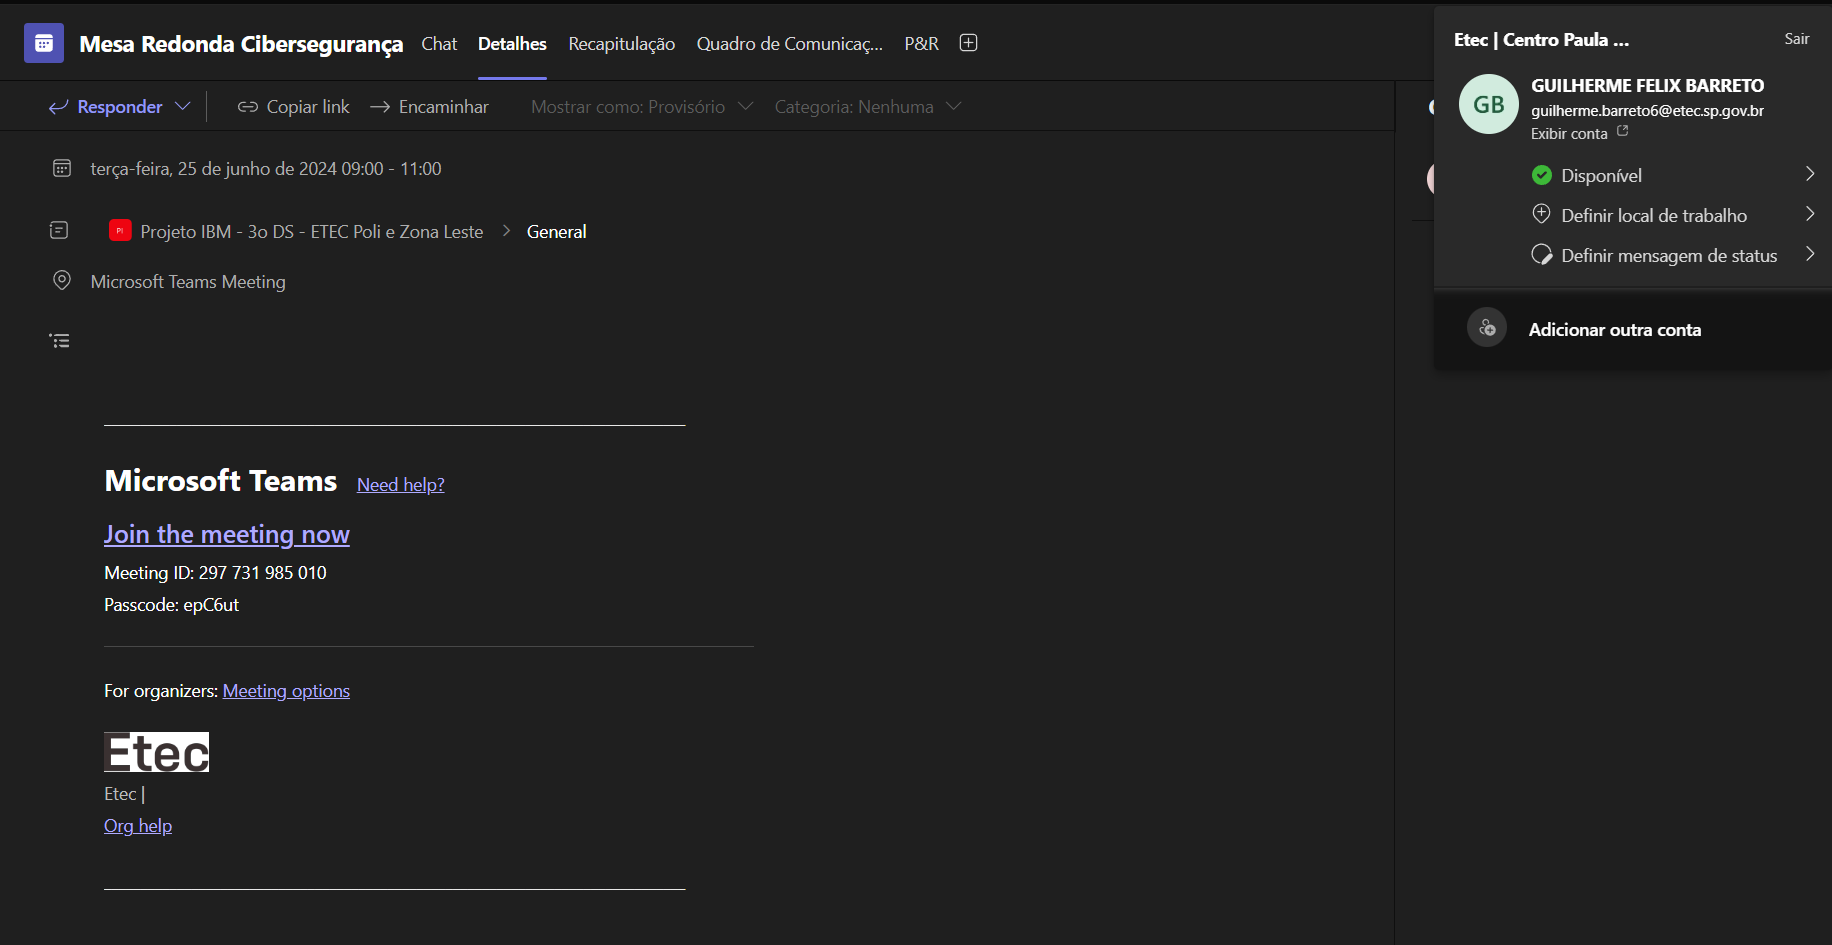 Mesa Redonda Cibersegurança Chat Detalhes Recapitulação Quadro de Comunicaç... P&R
Responder Copiar link Encaminhar Mostrar como: Provisório Categoria: Nenhuma
terça-feira, 25 de junho de 2024 09:00 - 11:00
PI Projeto IBM - 3o DS - ETEC Poli e Zona Leste > General
Microsoft Teams Meeting
Microsoft Teams Need help?
Join the meeting now
Meeting ID: 297 731 985 010
Passcode: epC6ut
For organizers: Meeting options
Etec
Etec |
Org help
Etec | Centro Paula ... Sair
GB
GUILHERME FELIX BARRETO
guilherme.barreto6@etec.sp.gov.br
Exibir conta
Disponível
Definir local de trabalho
Definir mensagem de status
Adicionar outra conta